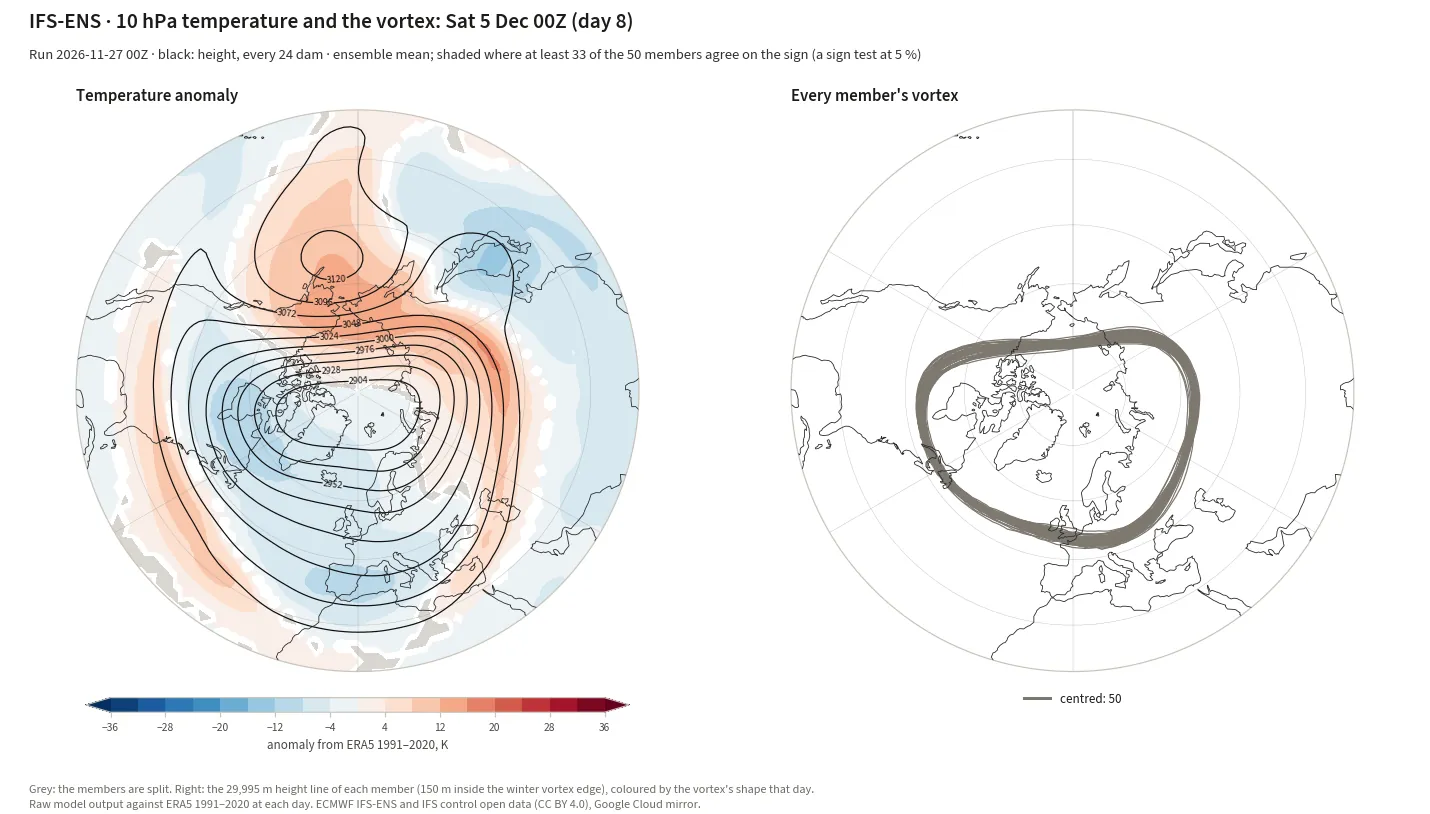 IFS-ENS · 10 hPa temperature and the vortex: Sat 5 Dec 00Z (day 8)
Run 2026-11-27 00Z · black: height, every 24 dam · ensemble mean; shaded where at least 33 of the 50 members agree on the sign (a sign test at 5 %)
Temperature anomaly
Every member's vortex
3120
3096
3072
3048
3024
3000
2976
2928
2904
2952
−36 −28 −20 −12 −4 4 12 20 28 36
anomaly from ERA5 1991–2020, K
centred: 50
Grey: the members are split. Right: the 29,995 m height line of each member (150 m inside the winter vortex edge), coloured by the vortex's shape that day.
Raw model output against ERA5 1991–2020 at each day. ECMWF IFS-ENS and IFS control open data (CC BY 4.0), Google Cloud mirror.